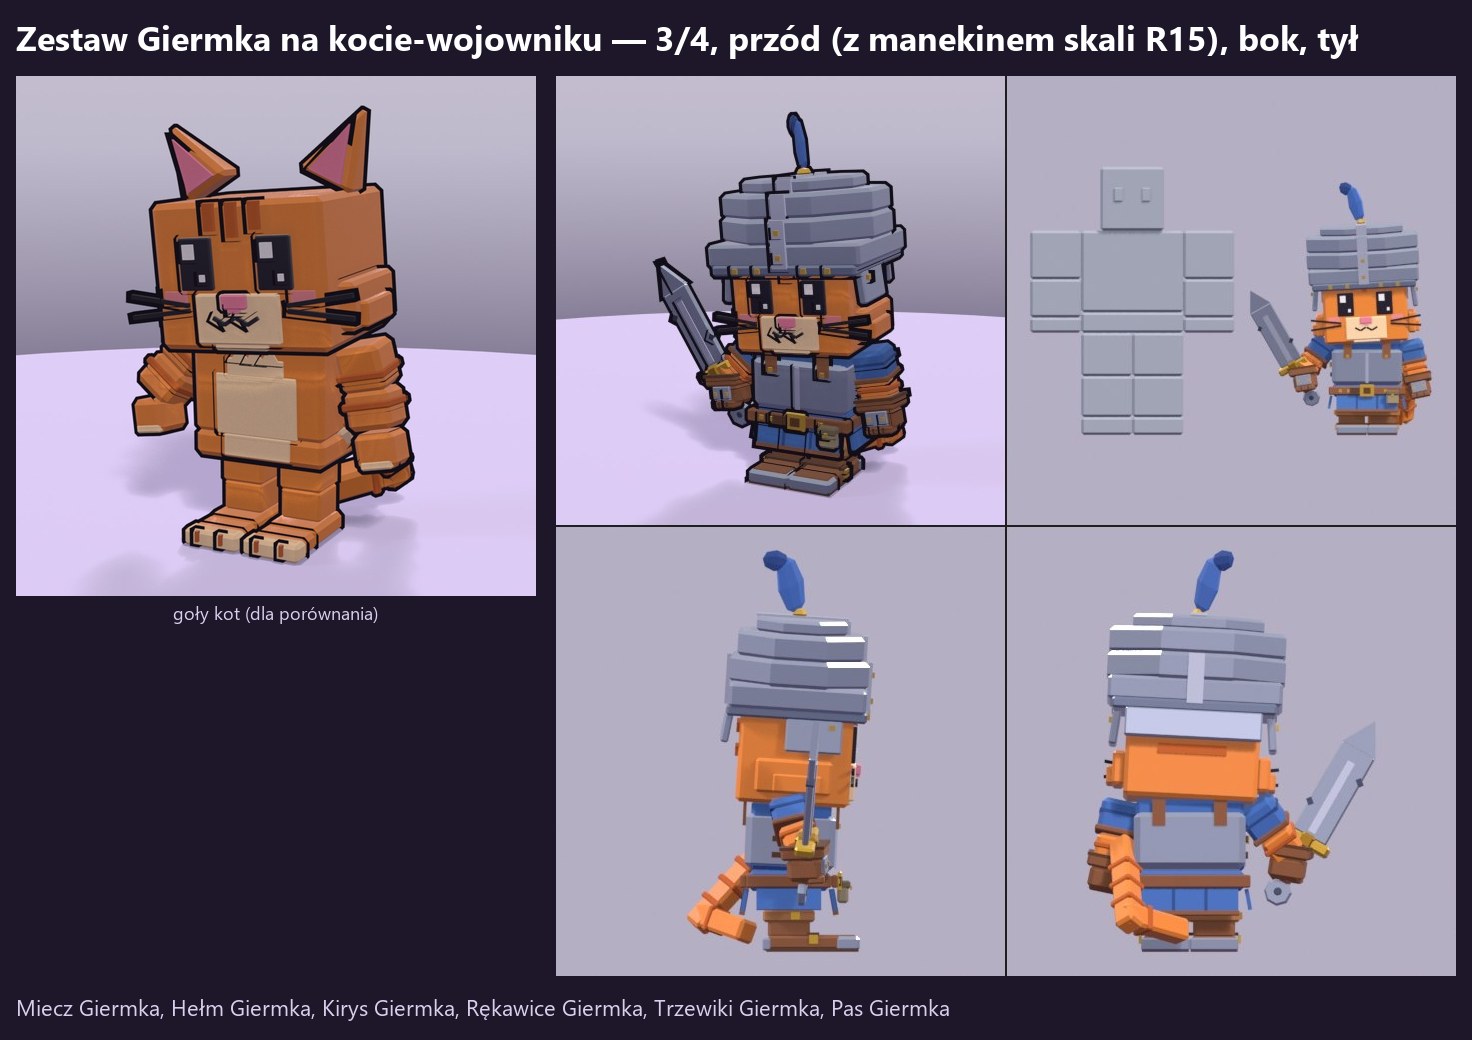 Zestaw Giermka na kocie-wojowniku — 3/4, przód (z manekinem skali R15), bok, tył
goły kot (dla porównania)
Miecz Giermka, Hełm Giermka, Kirys Giermka, Rękawice Giermka, Trzewiki Giermka, Pas Giermka